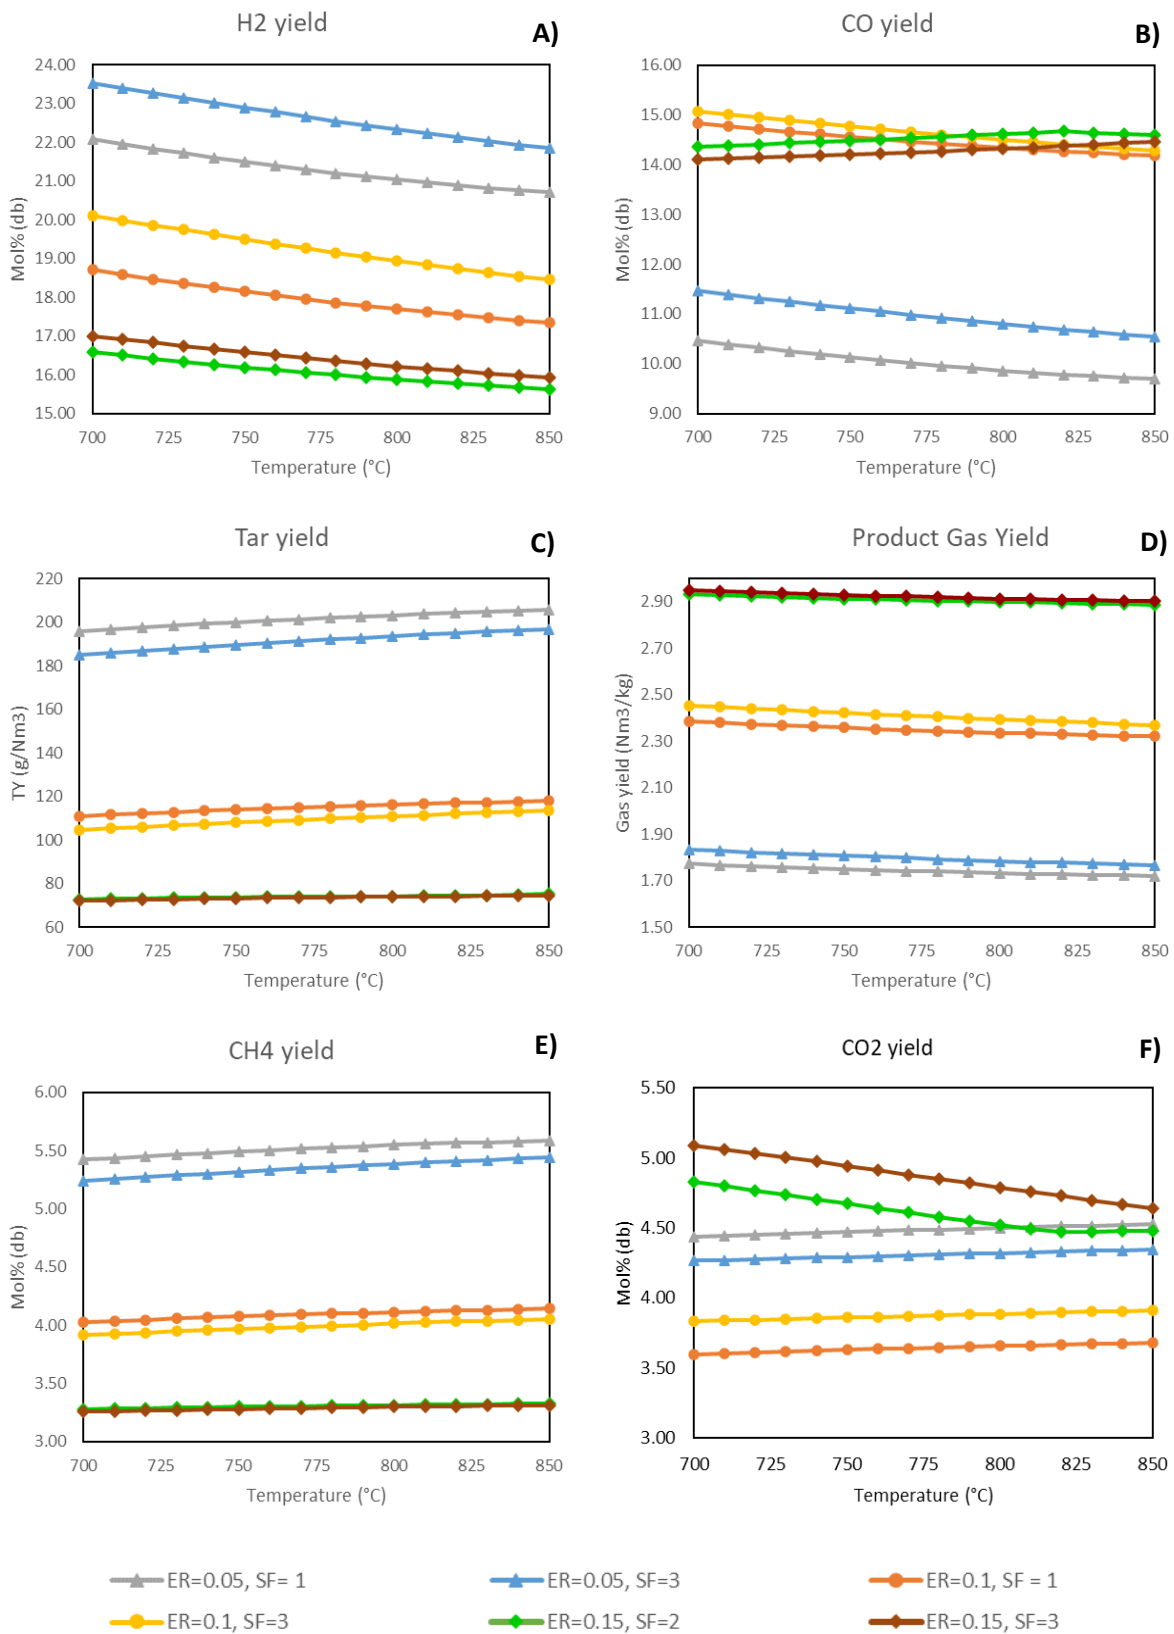 H2 yield
A)
24.00
23.00
22.00
21.00
20.00
19.00
18.00
17.00
16.00
15.00
Mol% (db)
700 725 750 775 800 825 850
Temperature (°C)
CO yield
B)
16.00
15.00
14.00
13.00
12.00
11.00
10.00
9.00
Mol% (db)
700 725 750 775 800 825 850
Temperature (°C)
Tar yield
C)
220
200
180
160
140
120
100
80
60
TY (g/Nm3)
700 725 750 775 800 825 850
Temperature (°C)
Product Gas Yield
D)
2.90
2.70
2.50
2.30
2.10
1.90
1.70
1.50
Gas yield (Nm3/kg)
700 725 750 775 800 825 850
Temperature (°C)
CH4 yield
E)
6.00
5.50
5.00
4.50
4.00
3.50
3.00
Mol% (db)
700 725 750 775 800 825 850
Temperature (°C)
CO2 yield
F)
5.50
5.00
4.50
4.00
3.50
3.00
Mol% (db)
700 725 750 775 800 825 850
Temperature (°C)
ER=0.05, SF= 1
ER=0.05, SF=3
ER=0.1, SF = 1
ER=0.1, SF=3
ER=0.15, SF=2
ER=0.15, SF=3